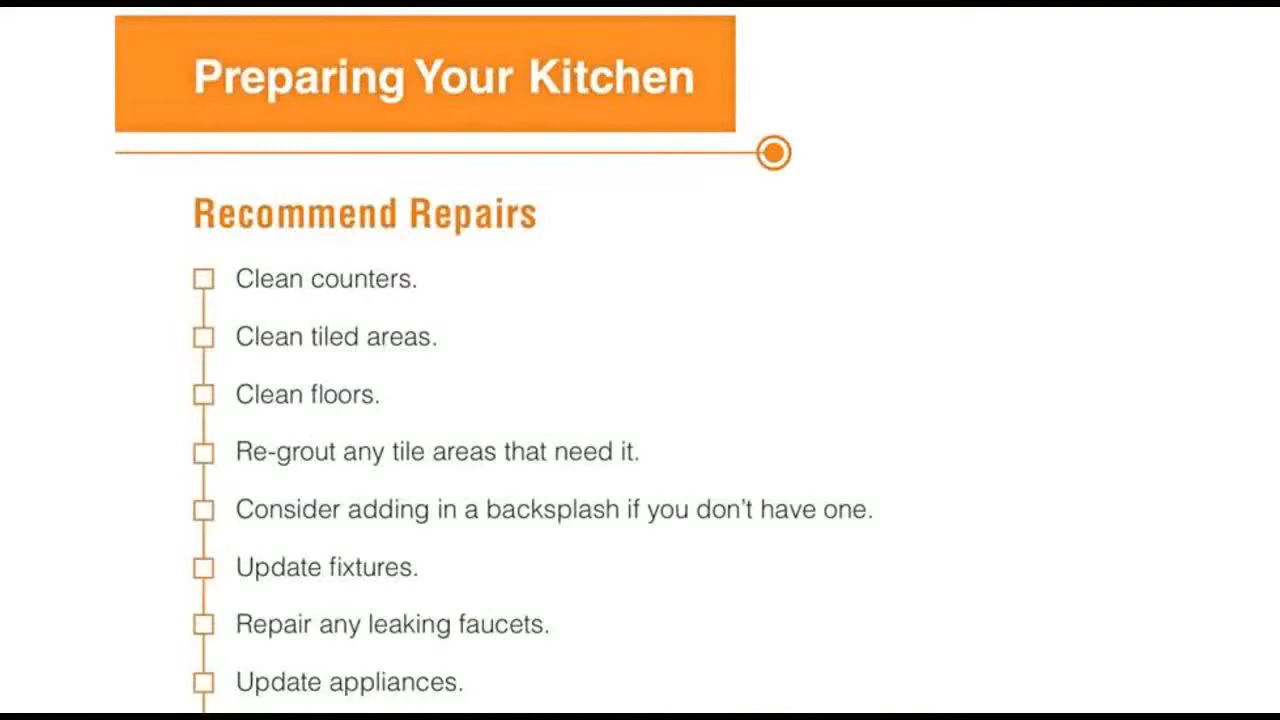 Preparing Your Kitchen
Recommend Repairs
Clean counters.
Clean tiled areas.
Clean floors.
Re-grout any tile areas that need it.
Consider adding in a backsplash if you don't have one.
Update fixtures.
Repair any leaking faucets.
Update appliances.